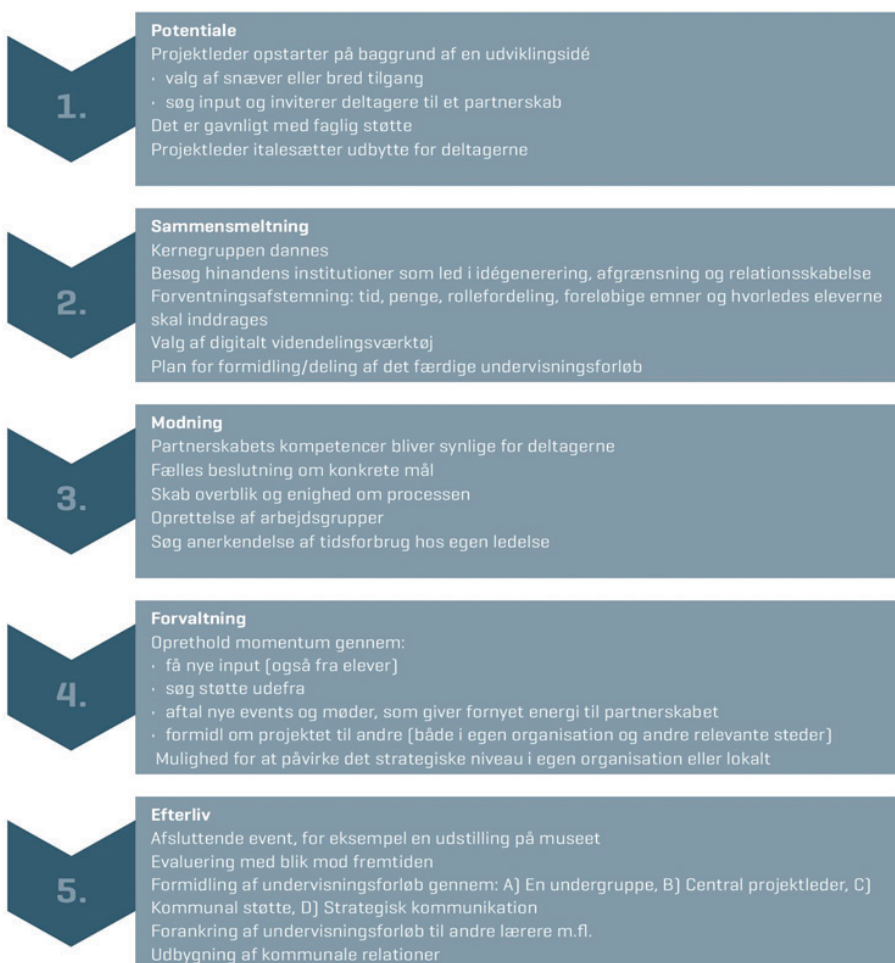 1.
Potentiale
Projektleder opstarter på baggrund af en udviklingsidé
· valg af snæver eller bred tilgang
· søg input og inviterer deltagere til et partnerskab
Det er gavnligt med faglig støtte
Projektleder italesætter udbytte for deltagerne
2.
Sammensmeltning
Kernegruppen dannes
Besøg hinandens institutioner som led i idégenerering, afgrænsning og relationsskabelse
Forventningsafstemning: tid, penge, rollefordeling, foreløbige emner og hvorledes eleverne
skal inddrages
Valg af digitalt videndelingsværktøj
Plan for formidling/deling af det færdige undervisningsforløb
3.
Modning
Partnerskabets kompetencer bliver synlige for deltagerne
Fælles beslutning om konkrete mål
Skab overblik og enighed om processen
Oprettelse af arbejdsgrupper
Søg anerkendelse af tidsforbrug hos egen ledelse
4.
Forvaltning
Oprethold momentum gennem:
· få nye input (også fra elever)
· søg støtte udefra
· aftal nye events og møder, som giver fornyet energi til partnerskabet
· formidl om projektet til andre (både i egen organisation og andre relevante steder)
Mulighed for at påvirke det strategiske niveau i egen organisation eller lokalt
5.
Efterliv
Afsluttende event, for eksempel en udstilling på museet
Evaluering med blik mod fremtiden
Formidling af undervisningsforløb gennem: A) En undergruppe, B) Central projektleder, C)
Kommunal støtte, D) Strategisk kommunikation
Forankring af undervisningsforløb til andre lærere m.fl.
Udbygning af kommunale relationer